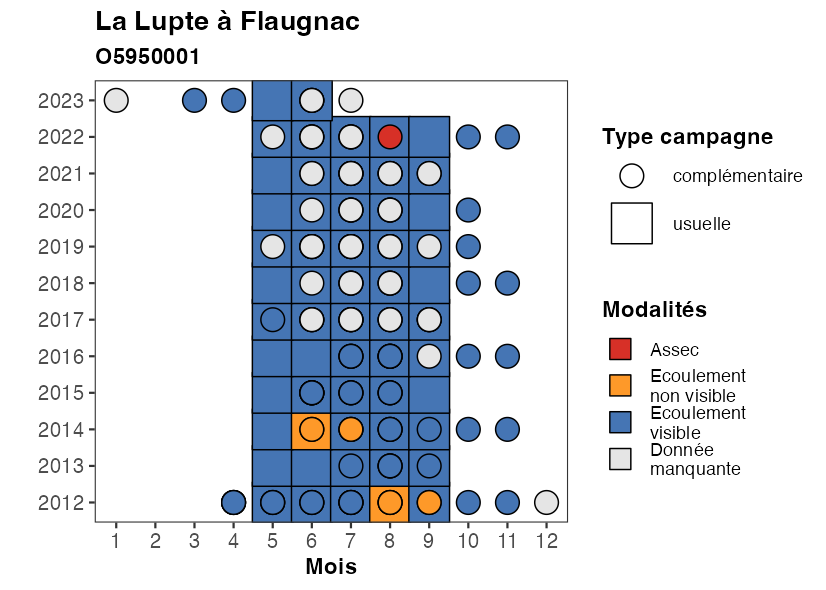 La Lupte à Flaugnac
O5950001
2023
2022
2021
2020
2019
2018
2017
2016
2015
2014
2013
2012
1 2 3 4 5 6 7 8 9 10 11 12
Mois
Type campagne
complémentaire
usuelle
Modalités
Assec
Ecoulement
non visible
Ecoulement
visible
Donnée
manquante